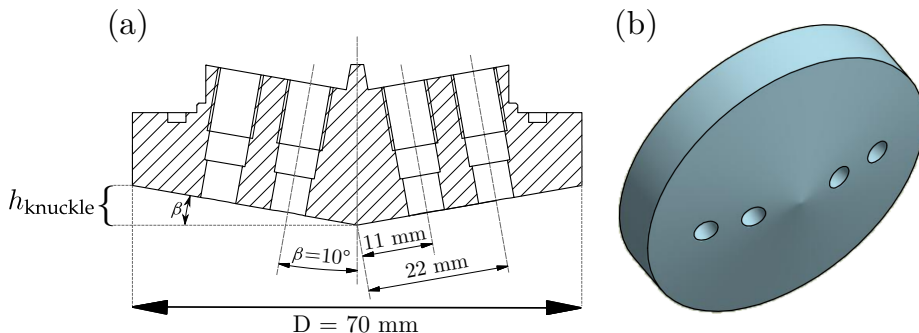 (a)
(b)
h_knuckle
β
β=10°
11 mm
22 mm
D = 70 mm